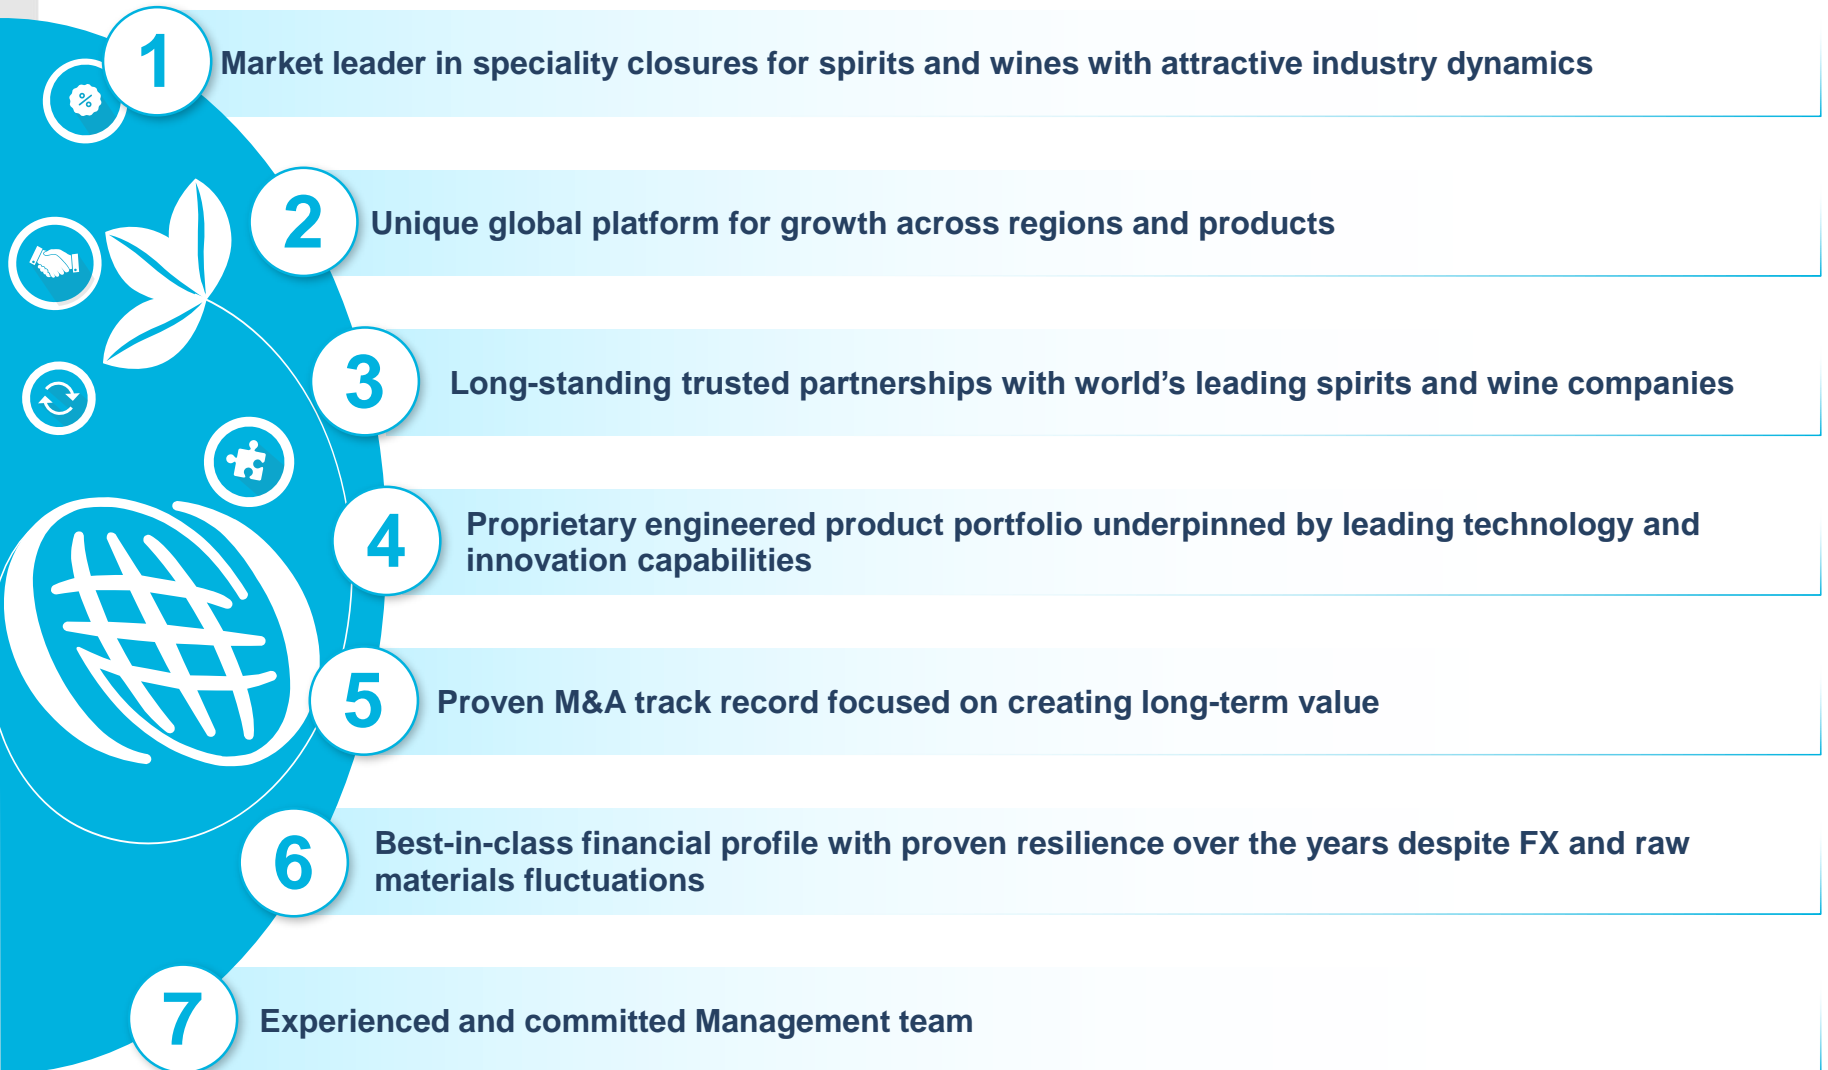 1
Market leader in speciality closures for spirits and wines with attractive industry dynamics
2
Unique global platform for growth across regions and products
3
Long-standing trusted partnerships with world’s leading spirits and wine companies
4
Proprietary engineered product portfolio underpinned by leading technology and
innovation capabilities
5
Proven M&A track record focused on creating long-term value
6
Best-in-class financial profile with proven resilience over the years despite FX and raw
materials fluctuations
7
Experienced and committed Management team
%